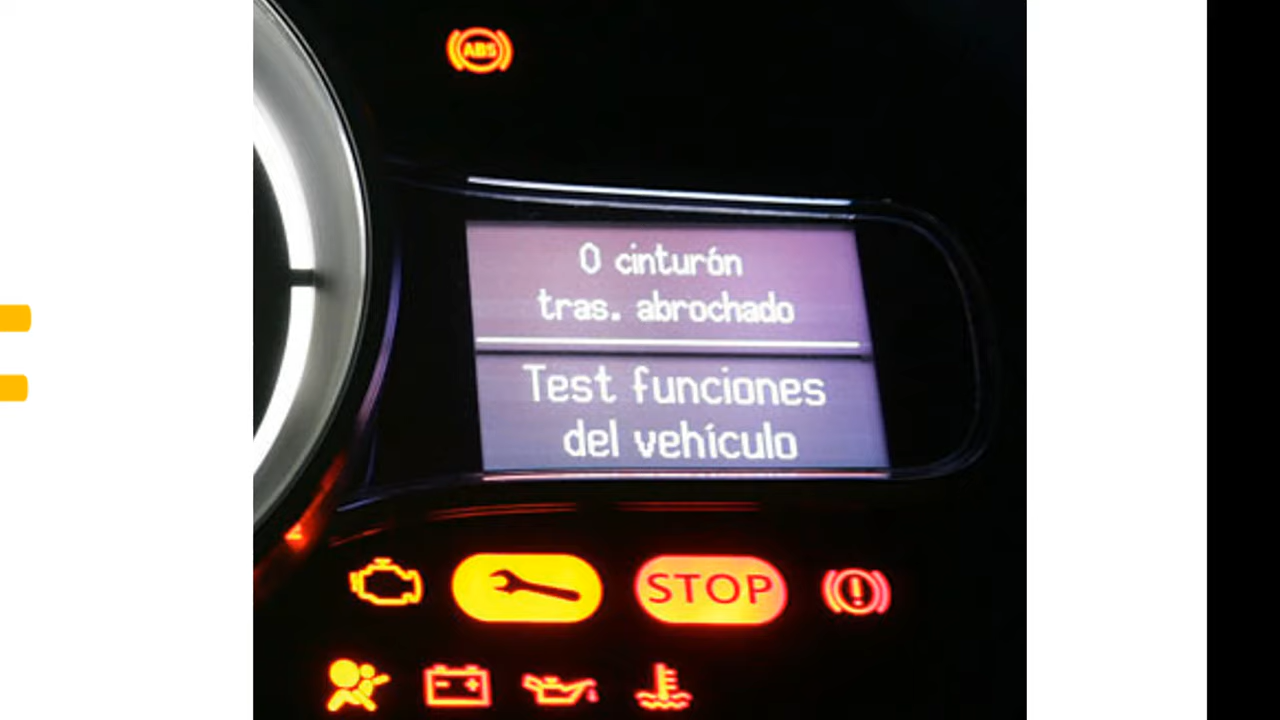 ABS
0 cinturón
tras. abrochado
Test funciones
del vehículo
STOP